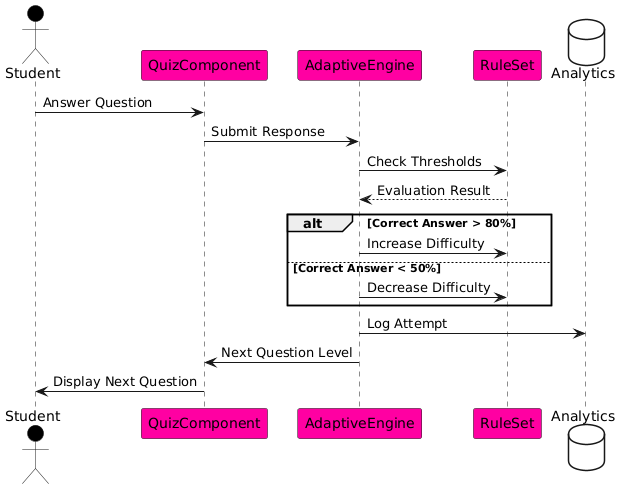 Student
QuizComponent
AdaptiveEngine
RuleSet
Analytics
Answer Question
Submit Response
Check Thresholds
Evaluation Result
alt
[Correct Answer > 80%]
Increase Difficulty
[Correct Answer < 50%]
Decrease Difficulty
Log Attempt
Next Question Level
Display Next Question
Student
QuizComponent
AdaptiveEngine
RuleSet
Analytics